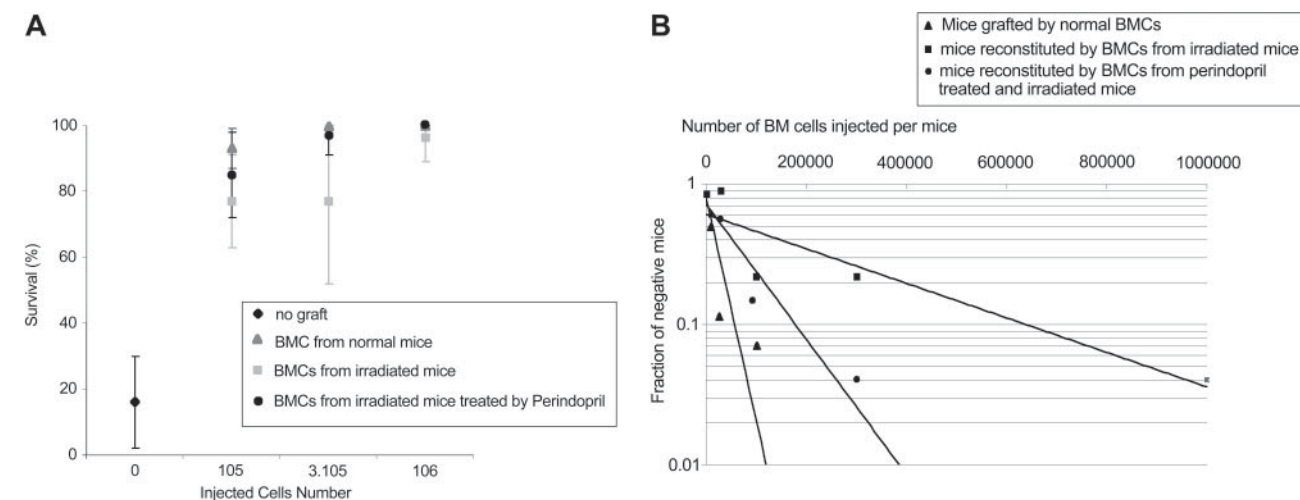 A
Survival (%)
100
80
60
40
20
0
0 105 3.105 106
Injected Cells Number
no graft
BMC from normal mice
BMCs from irradiated mice
BMCs from irradiated mice treated by Perindopril
B
Mice grafted by normal BMCs
mice reconstituted by BMCs from irradiated mice
mice reconstituted by BMCs from perindopril
treated and irradiated mice
Number of BM cells injected per mice
0 200000 400000 600000 800000 1000000
Fraction of negative mice
1
0.1
0.01